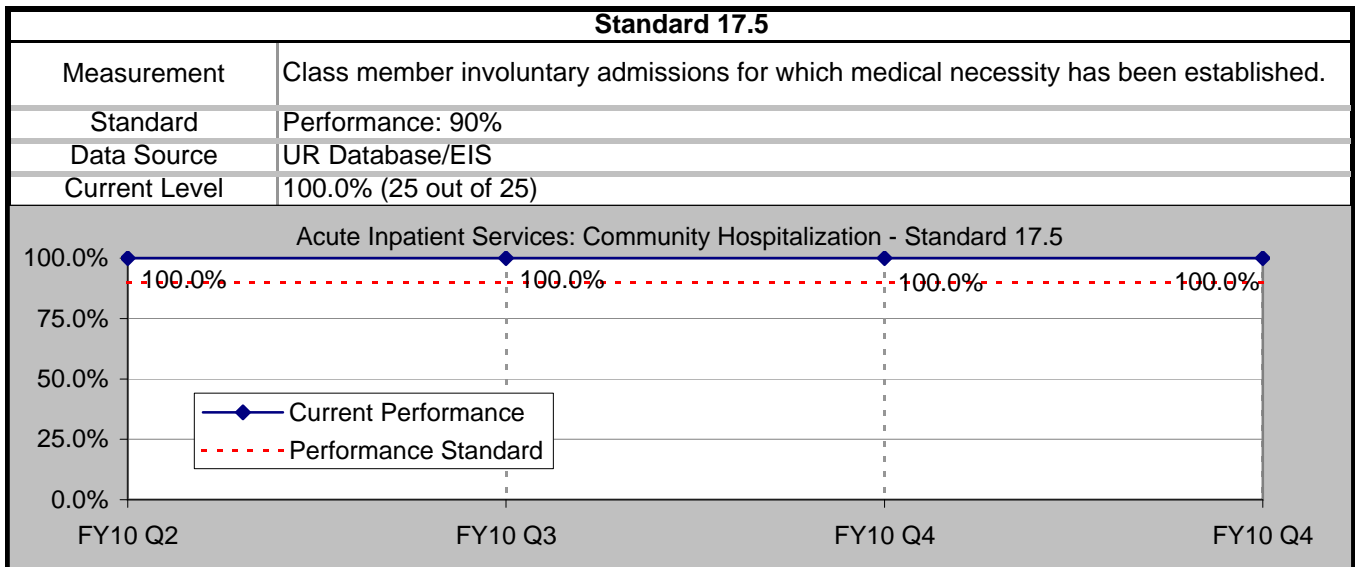 Standard 17.5
Measurement Class member involuntary admissions for which medical necessity has been established.
Standard Performance: 90%
Data Source UR Database/EIS
Current Level 100.0% (25 out of 25)
Acute Inpatient Services: Community Hospitalization - Standard 17.5
100.0%
100.0% 100.0% 100.0% 100.0%
75.0%
50.0%
Current Performance
25.0%
Performance Standard
0.0%
FY10 Q2 FY10 Q3 FY10 Q4 FY10 Q4